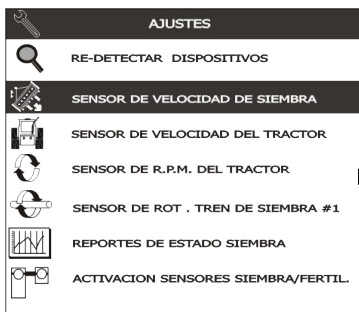 AJUSTES
RE-DETECTAR DISPOSITIVOS
SENSOR DE VELOCIDAD DE SIEMBRA
SENSOR DE VELOCIDAD DEL TRACTOR
SENSOR DE R.P.M. DEL TRACTOR
SENSOR DE ROT . TREN DE SIEMBRA #1
REPORTES DE ESTADO SIEMBRA
ACTIVACION SENSORES SIEMBRA/FERTIL.